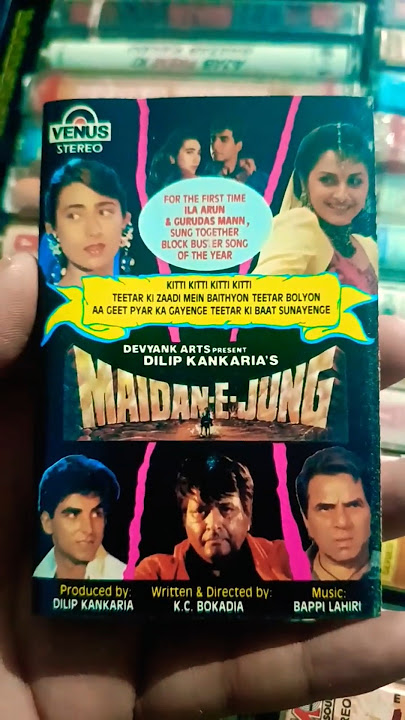 VENUS
STEREO
FOR THE FIRST TIME
ILA ARUN
& GURUDAS MANN,
SUNG TOGETHER
BLOCK BUSTER SONG
OF THE YEAR
KITTI KITTI KITTI KITTI
TEETAR KI ZAADI MEIN BAITHYON TEETAR BOLYON
AA GEET PYAR KA GAYENGE TEETAR KI BAAT SUNAYENGE
DEVYANK ARTS PRESENT
DILIP KANKARIA'S
MAIDAN-E-JUNG
Produced by:
DILIP KANKARIA
Written & Directed by:
K.C. BOKADIA
Music:
BAPPI LAHIRI